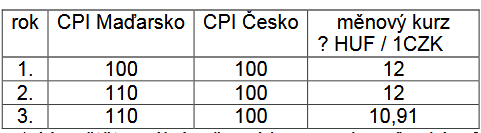 rok CPI Maďarsko CPI Česko měnový kurz
? HUF / 1CZK
1. 100 100 12
2. 110 100 12
3. 110 100 10,91